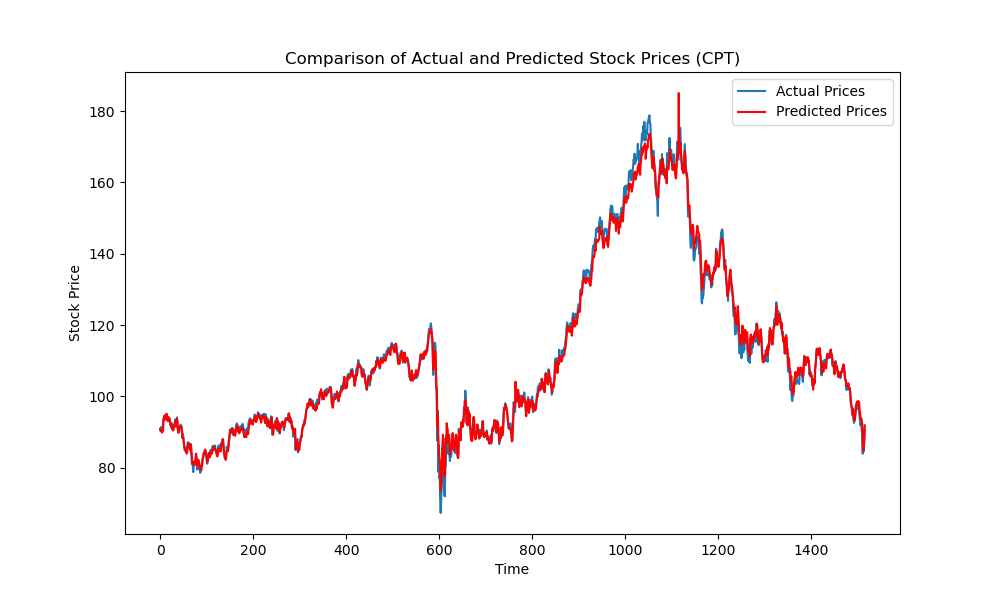 Comparison of Actual and Predicted Stock Prices (CPT)
Actual Prices
Predicted Prices
Stock Price
180
160
140
120
100
80
0 200 400 600 800 1000 1200 1400
Time